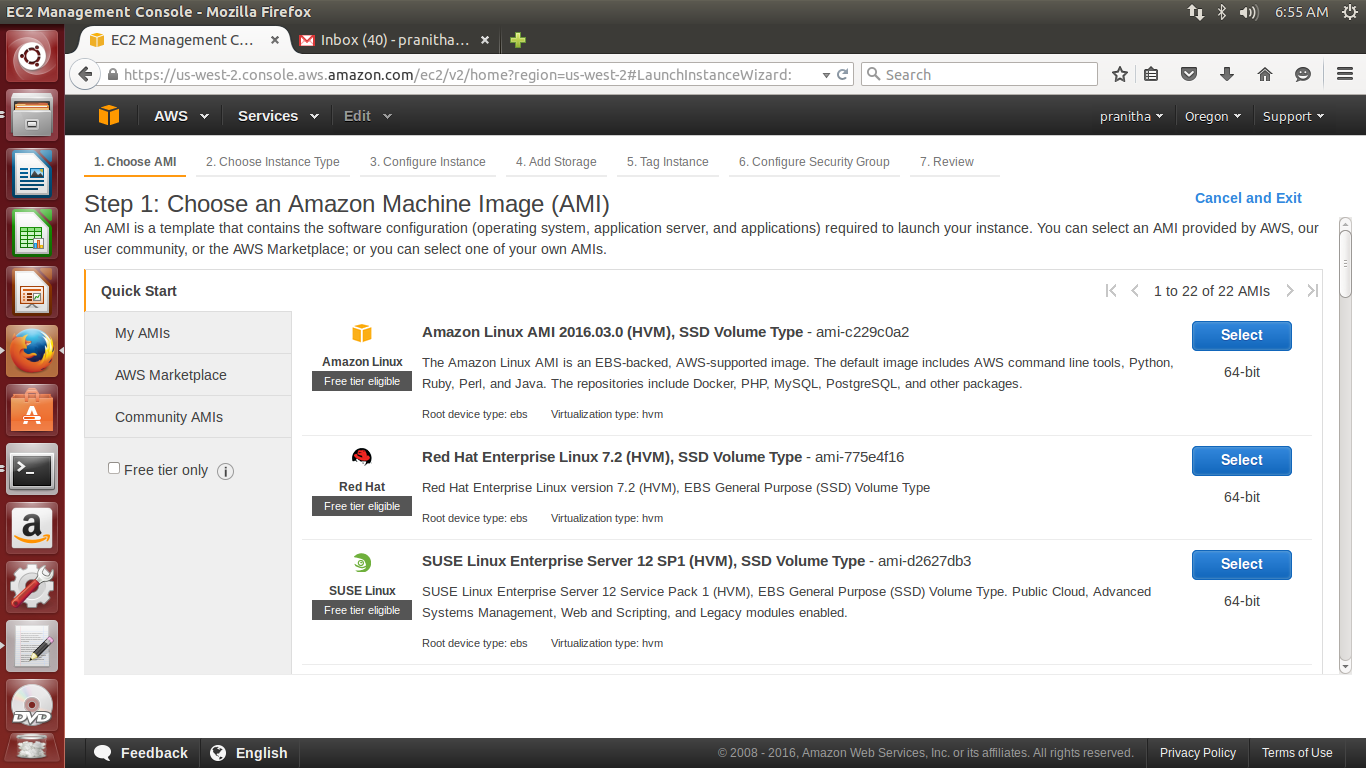 EC2 Management Console - Mozilla Firefox
6:55 AM
EC2 Management C...
Inbox (40) - pranitha...
https://us-west-2.console.aws.amazon.com/ec2/v2/home?region=us-west-2#LaunchInstanceWizard:
Search
AWS Services Edit
pranitha Oregon Support
1. Choose AMI 2. Choose Instance Type 3. Configure Instance 4. Add Storage 5. Tag Instance 6. Configure Security Group 7. Review
Step 1: Choose an Amazon Machine Image (AMI)
Cancel and Exit
An AMI is a template that contains the software configuration (operating system, application server, and applications) required to launch your instance. You can select an AMI provided by AWS, our
user community, or the AWS Marketplace; or you can select one of your own AMIs.
Quick Start
1 to 22 of 22 AMIs
My AMIs
AWS Marketplace
Community AMIs
Free tier only i
Amazon Linux
Free tier eligible
Amazon Linux AMI 2016.03.0 (HVM), SSD Volume Type - ami-c229c0a2
The Amazon Linux AMI is an EBS-backed, AWS-supported image. The default image includes AWS command line tools, Python,
Ruby, Perl, and Java. The repositories include Docker, PHP, MySQL, PostgreSQL, and other packages.
Root device type: ebs Virtualization type: hvm
Select
64-bit
Red Hat
Free tier eligible
Red Hat Enterprise Linux 7.2 (HVM), SSD Volume Type - ami-775e4f16
Red Hat Enterprise Linux version 7.2 (HVM), EBS General Purpose (SSD) Volume Type
Root device type: ebs Virtualization type: hvm
Select
64-bit
SUSE Linux
Free tier eligible
SUSE Linux Enterprise Server 12 SP1 (HVM), SSD Volume Type - ami-d2627db3
SUSE Linux Enterprise Server 12 Service Pack 1 (HVM), EBS General Purpose (SSD) Volume Type. Public Cloud, Advanced
Systems Management, Web and Scripting, and Legacy modules enabled.
Root device type: ebs Virtualization type: hvm
Select
64-bit
DVD
Feedback English
© 2008 - 2016, Amazon Web Services, Inc. or its affiliates. All rights reserved. Privacy Policy Terms of Use